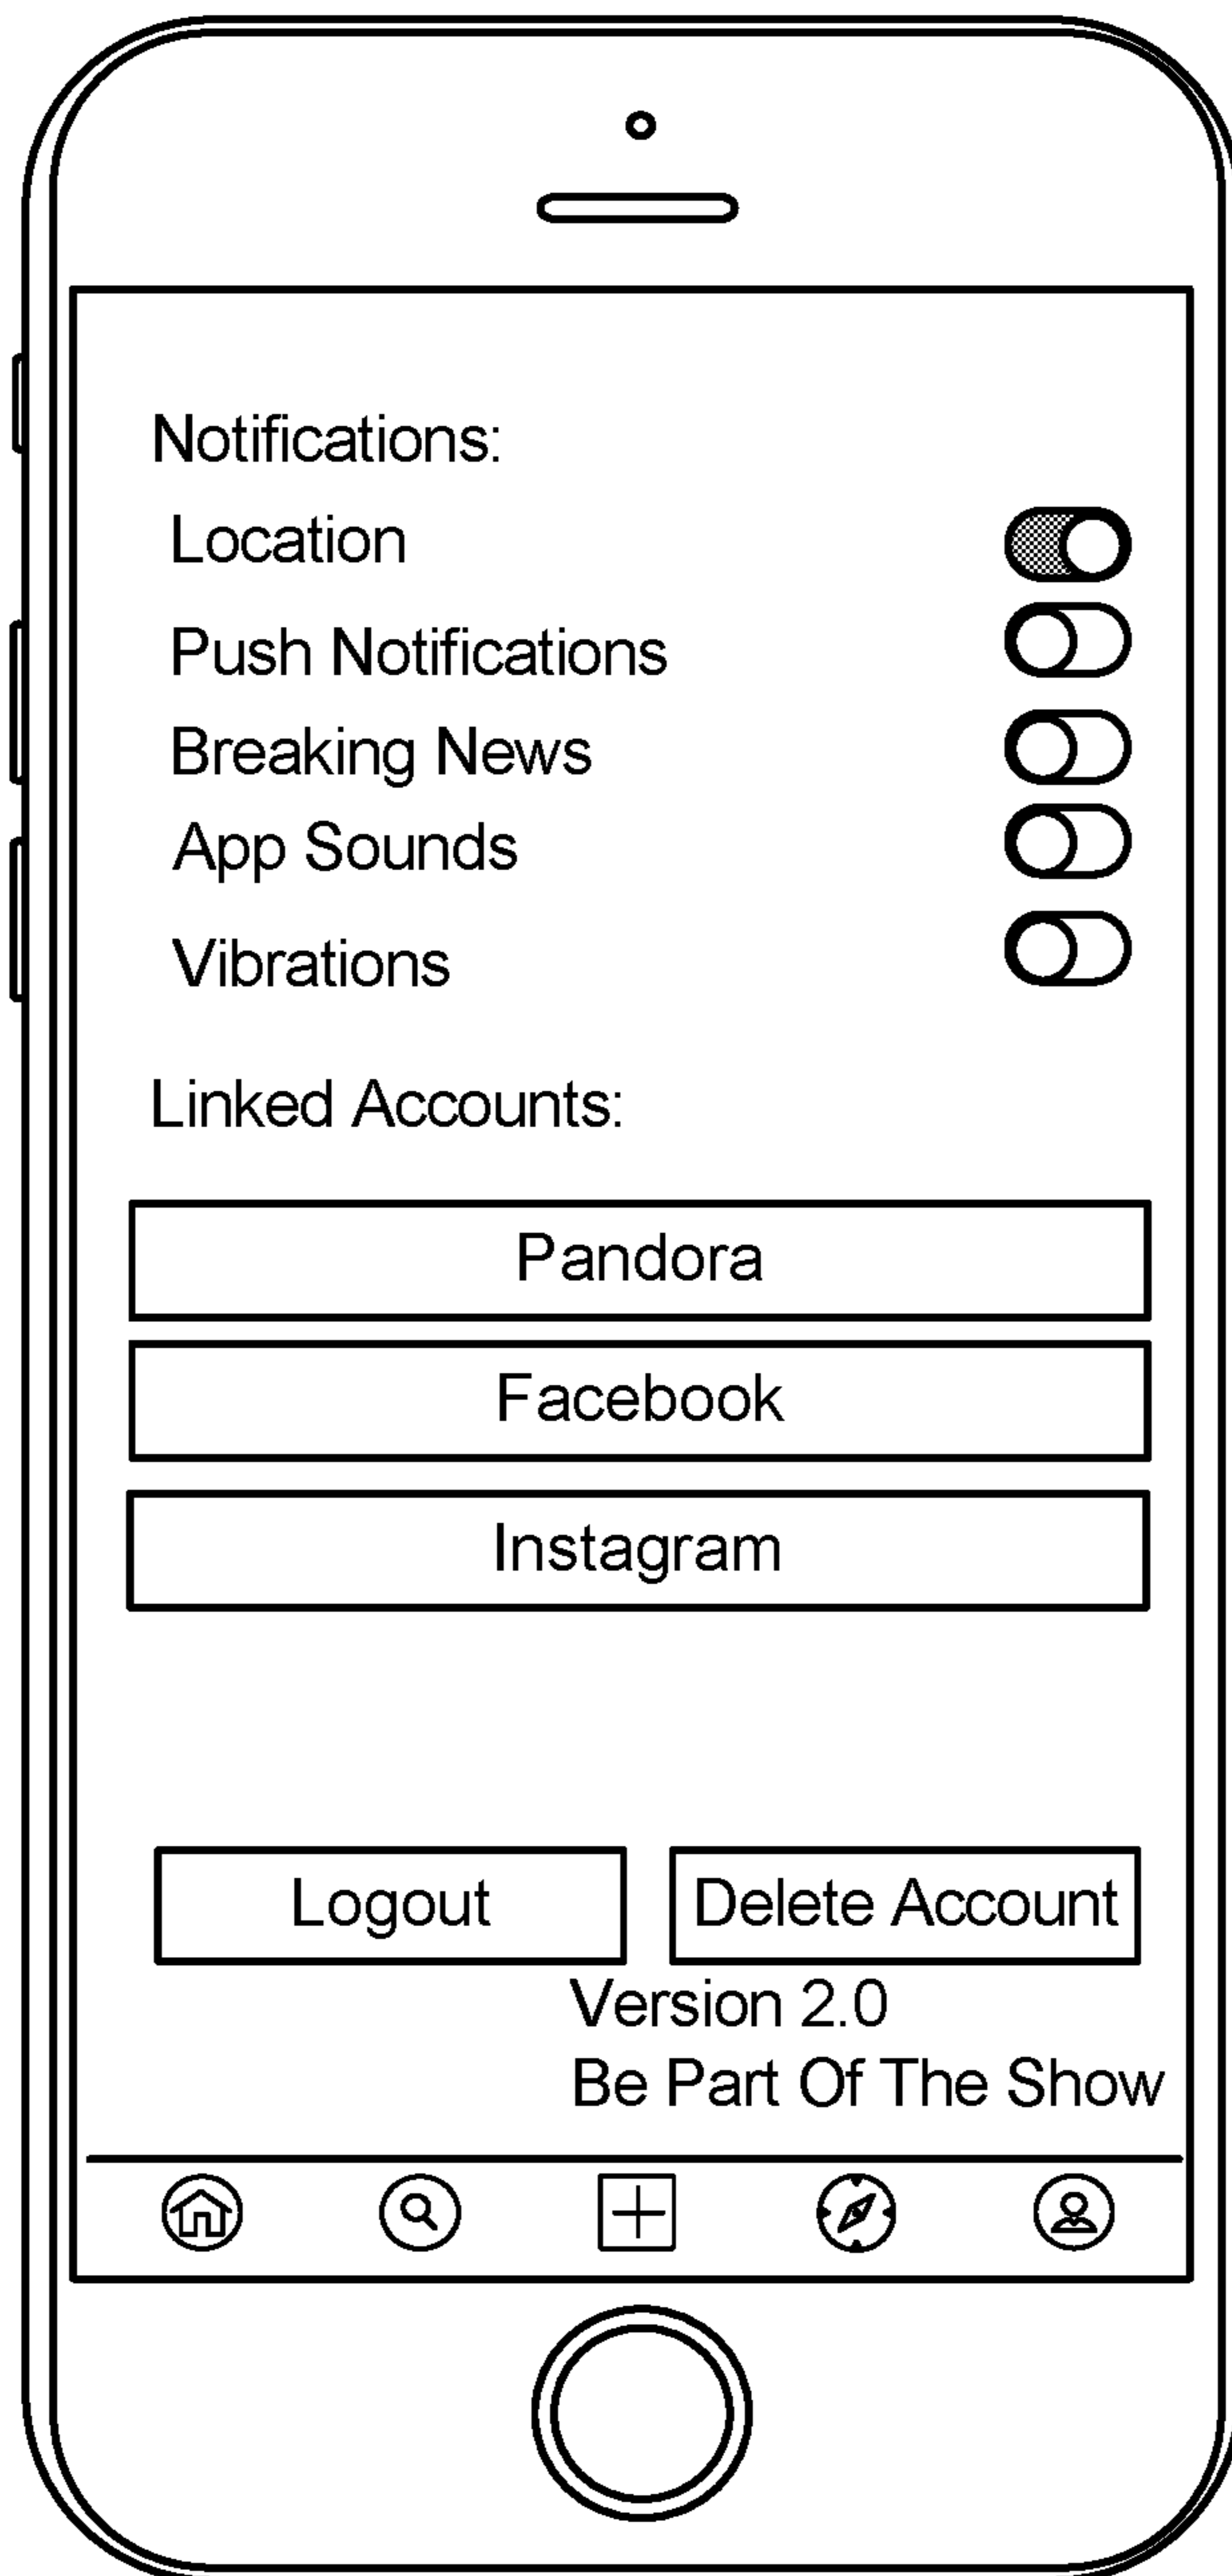 Notifications:
Location
Push Notifications
Breaking News
App Sounds
Vibrations
Linked Accounts:
Pandora
Facebook
Instagram
Logout
Delete Account
Version 2.0
Be Part Of The Show